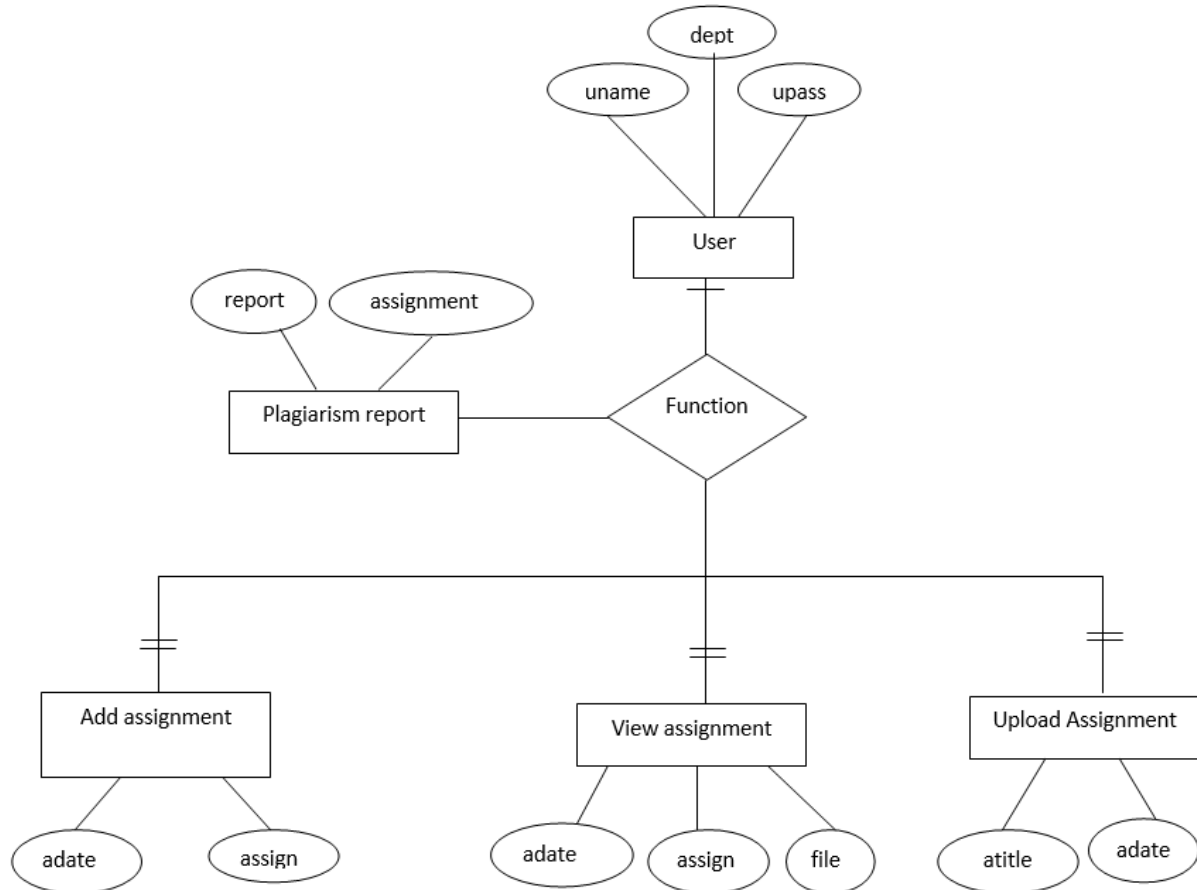 dept
uname
upass
User
report
assignment
Plagiarism report
Function
Add assignment
View assignment
Upload Assignment
adate
assign
adate
assign
file
atitle
adate